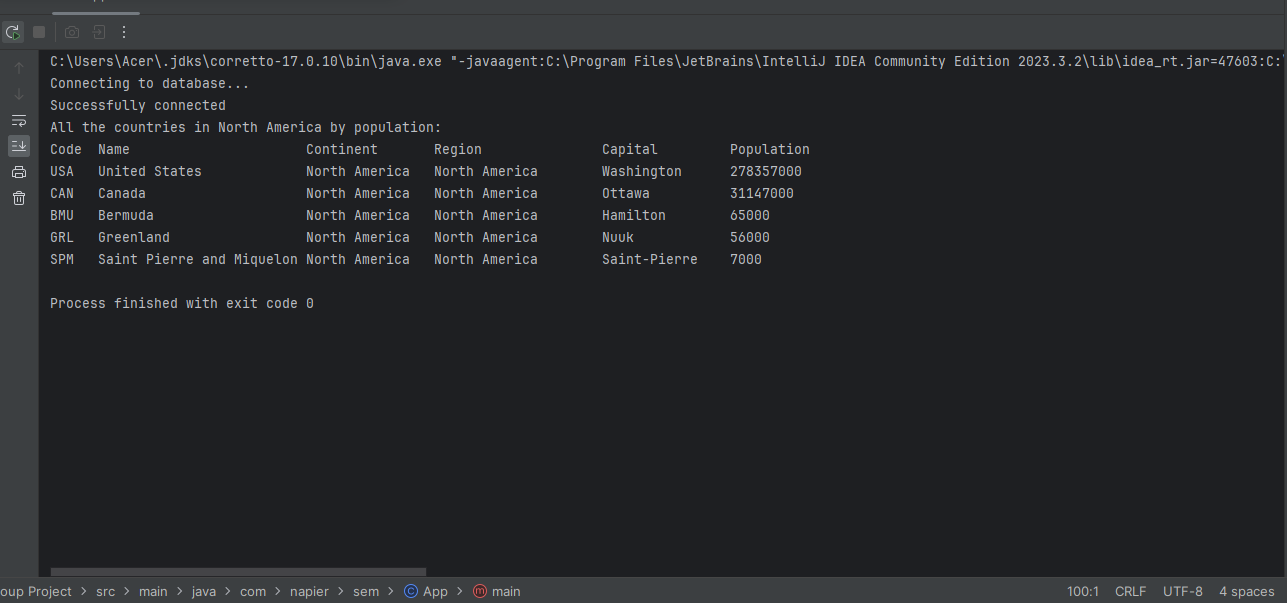 C:\Users\Acer\.jdks\corretto-17.0.10\bin\java.exe "-javaagent:C:\Program Files\JetBrains\IntelliJ IDEA Community Edition 2023.3.2\lib\idea_rt.jar=47603:C:\
Connecting to database...
Successfully connected
All the countries in North America by population:
Code Name Continent Region Capital Population
USA United States North America North America Washington 278357000
CAN Canada North America North America Ottawa 31147000
BMU Bermuda North America North America Hamilton 65000
GRL Greenland North America North America Nuuk 56000
SPM Saint Pierre and Miquelon North America North America Saint-Pierre 7000
Process finished with exit code 0
oup Project > src > main > java > com > napier > sem > C App > m main 100:1 CRLF UTF-8 4 spaces